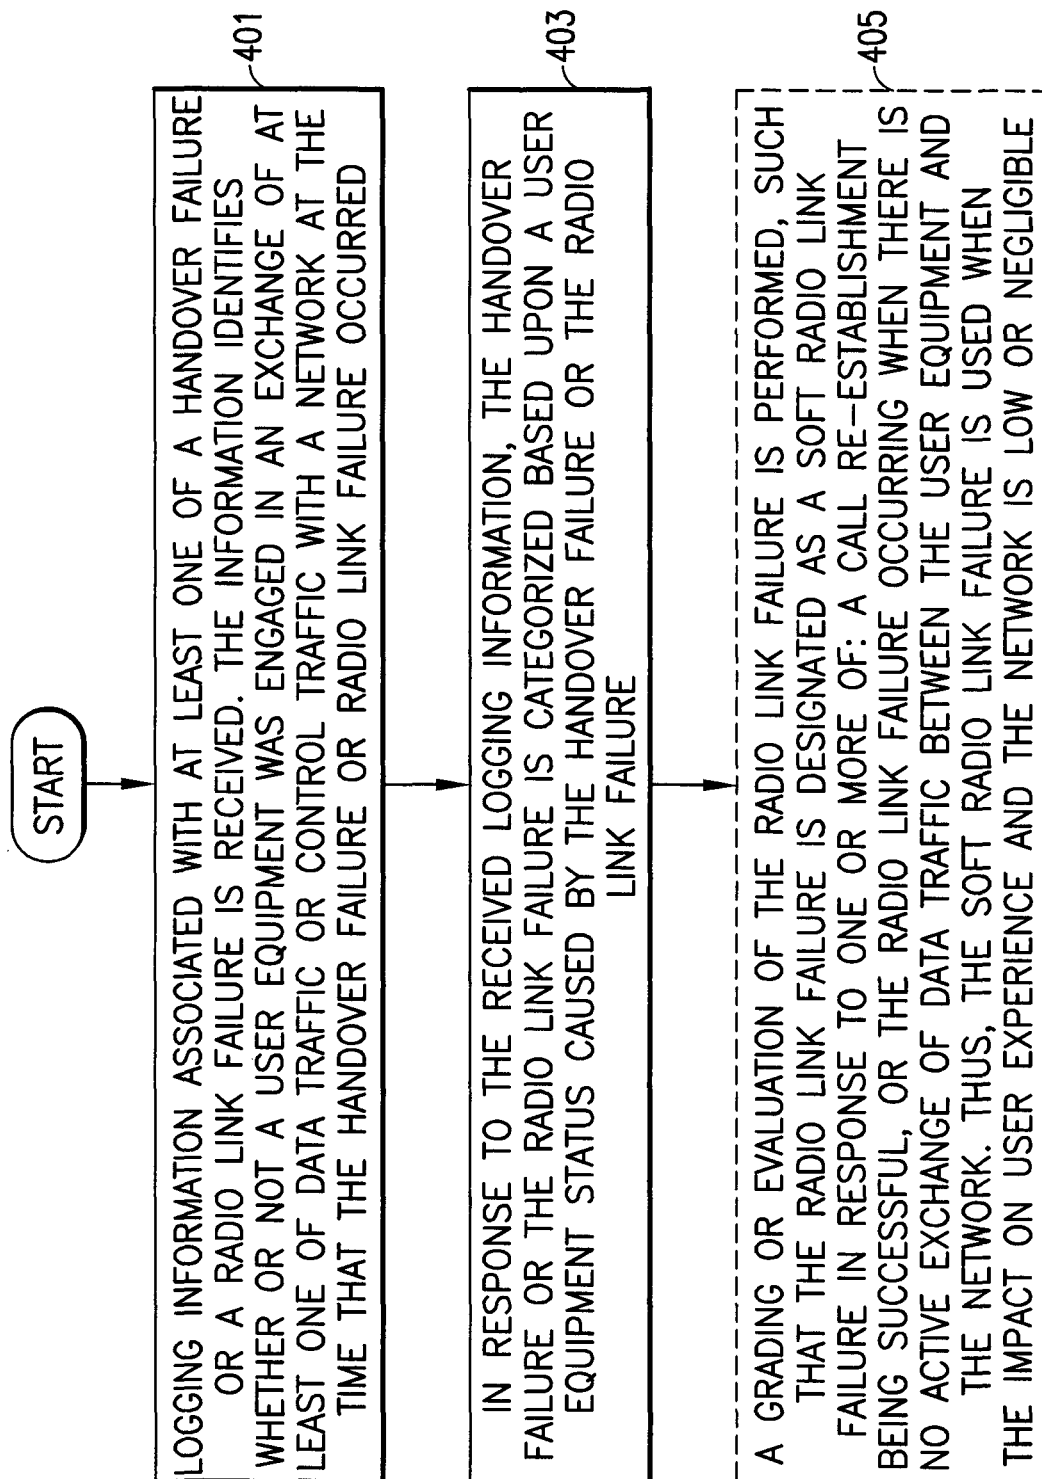 START
401
LOGGING INFORMATION ASSOCIATED WITH AT LEAST ONE OF A HANDOVER FAILURE
OR A RADIO LINK FAILURE IS RECEIVED. THE INFORMATION IDENTIFIES
WHETHER OR NOT A USER EQUIPMENT WAS ENGAGED IN AN EXCHANGE OF AT
LEAST ONE OF DATA TRAFFIC OR CONTROL TRAFFIC WITH A NETWORK AT THE
TIME THAT THE HANDOVER FAILURE OR RADIO LINK FAILURE OCCURRED
403
IN RESPONSE TO THE RECEIVED LOGGING INFORMATION, THE HANDOVER
FAILURE OR THE RADIO LINK FAILURE IS CATEGORIZED BASED UPON A USER
EQUIPMENT STATUS CAUSED BY THE HANDOVER FAILURE OR THE RADIO
LINK FAILURE
405
A GRADING OR EVALUATION OF THE RADIO LINK FAILURE IS PERFORMED, SUCH
THAT THE RADIO LINK FAILURE IS DESIGNATED AS A SOFT RADIO LINK
FAILURE IN RESPONSE TO ONE OR MORE OF: A CALL RE-ESTABLISHMENT
BEING SUCCESSFUL, OR THE RADIO LINK FAILURE OCCURRING WHEN THERE IS
NO ACTIVE EXCHANGE OF DATA TRAFFIC BETWEEN THE USER EQUIPMENT AND
THE NETWORK. THUS, THE SOFT RADIO LINK FAILURE IS USED WHEN
THE IMPACT ON USER EXPERIENCE AND THE NETWORK IS LOW OR NEGLIGIBLE